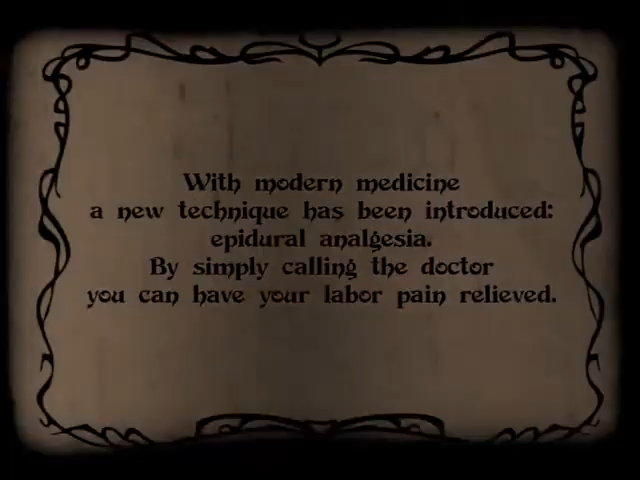 With modern medicine
a new technique has been introduced:
epidural analgesia.
By simply calling the doctor
you can have your labor pain relieved.